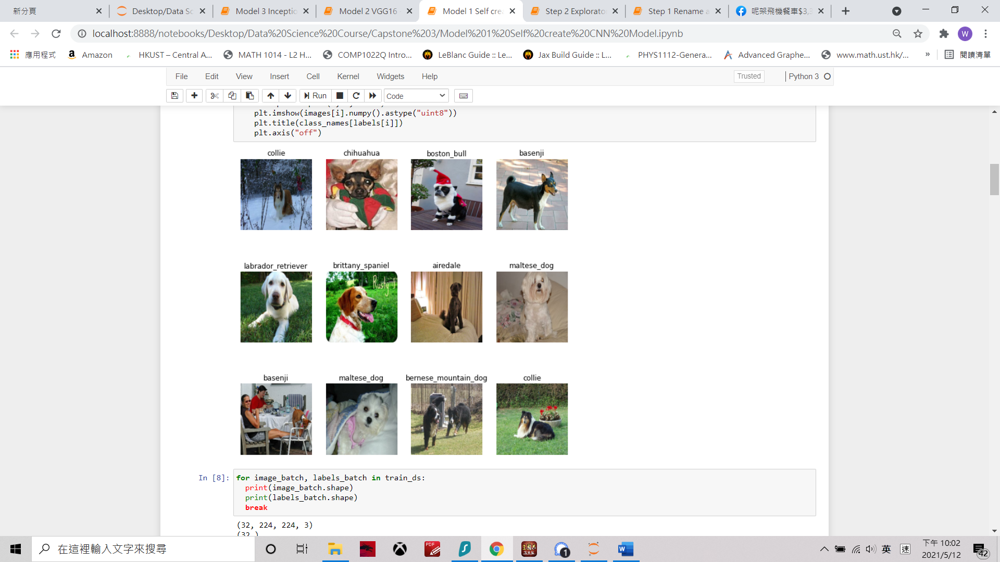 新分頁
Desktop/Data Sc
Model 3 Inceptio
Model 2 VGG16 -
Model 1 Self crea
Step 2 Explorato
Step 1 Rename a
呢架飛機餐車$3,3
localhost:8888/notebooks/Desktop/Data%20Science%20Course/Capstone%203/Model%201%20Self%20create%20CNN%20Model.ipynb
W
應用程式
Amazon
HKUST – Central A...
MATH 1014 - L2 H...
COMP1022Q Intro...
LeBlanc Guide :: Le...
Jax Build Guide :: L...
PHYS1112-Genera...
Advanced Graphe...
www.math.ust.hk/...
»
閱讀清單
File Edit View Insert Cell Kernel Widgets Help
Trusted
Python 3
Run
Code
plt.imshow(images[i].numpy().astype("uint8"))
plt.title(class_names[labels[i]])
plt.axis("off")
collie chihuahua boston_bull basenji
labrador_retriever brittany_spaniel airedale maltese_dog
Rusty
basenji maltese_dog bernese_mountain_dog collie
In [8]:
for image_batch, labels_batch in train_ds:
print(image_batch.shape)
print(labels_batch.shape)
break
(32, 224, 224, 3)
(32,)
在這裡輸入文字來搜尋
PDF
1
W
英
速
下午 10:02
2021/5/12
42